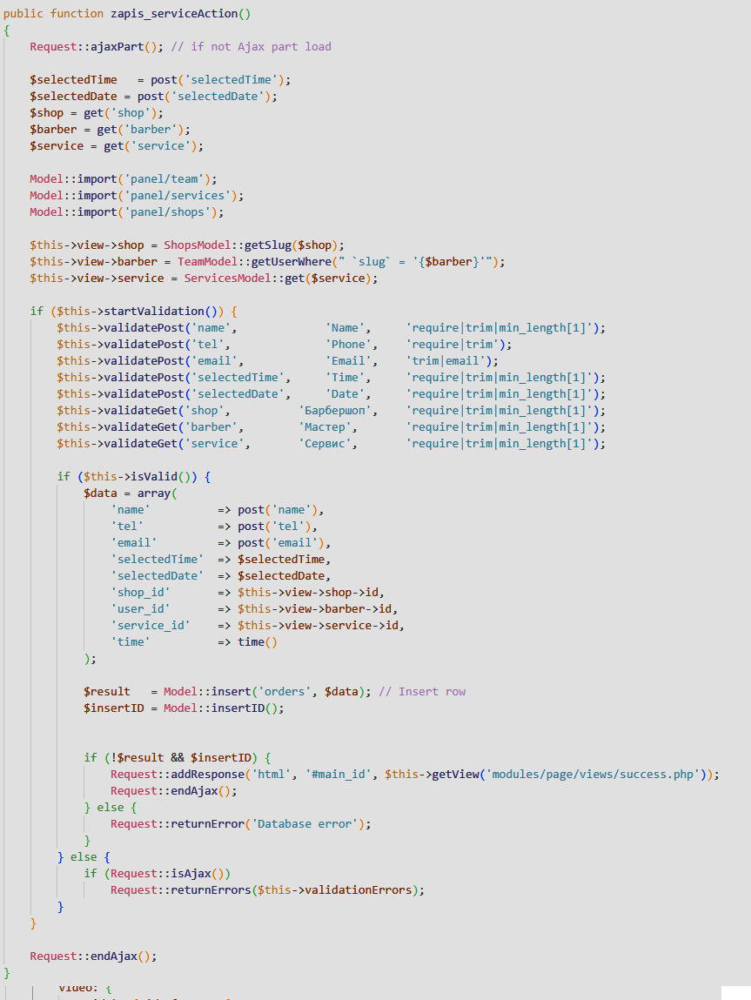 public function zapis_serviceAction()
{
    Request::ajaxPart(); // if not Ajax part load

    $selectedTime   = post('selectedTime');
    $selectedDate = post('selectedDate');
    $shop = get('shop');
    $barber = get('barber');
    $service = get('service');

    Model::import('panel/team');
    Model::import('panel/services');
    Model::import('panel/shops');

    $this->view->shop = ShopsModel::getSlug($shop);
    $this->view->barber = TeamModel::getUserWhere(" `slug` = '{$barber}'");
    $this->view->service = ServicesModel::get($service);

    if ($this->startValidation()) {
        $this->validatePost('name',             'Name',     'require|trim|min_length[1]');
        $this->validatePost('tel',              'Phone',    'require|trim');
        $this->validatePost('email',            'Email',    'trim|email');
        $this->validatePost('selectedTime',     'Time',     'require|trim|min_length[1]');
        $this->validatePost('selectedDate',     'Date',     'require|trim|min_length[1]');
        $this->validateGet('shop',          'Барбершоп',    'require|trim|min_length[1]');
        $this->validateGet('barber',        'Мастер',       'require|trim|min_length[1]');
        $this->validateGet('service',       'Сервис',       'require|trim|min_length[1]');

        if ($this->isValid()) {
            $data = array(
                'name'          => post('name'),
                'tel'           => post('tel'),
                'email'         => post('email'),
                'selectedTime'  => $selectedTime,
                'selectedDate'  => $selectedDate,
                'shop_id'       => $this->view->shop->id,
                'user_id'       => $this->view->barber->id,
                'service_id'    => $this->view->service->id,
                'time'          => time()
            );

            $result   = Model::insert('orders', $data); // Insert row
            $insertID = Model::insertID();


            if (!$result && $insertID) {
                Request::addResponse('html', '#main_id', $this->getView('modules/page/views/success.php'));
                Request::endAjax();
            } else {
                Request::returnError('Database error');
            }
        } else {
            if (Request::isAjax())
                Request::returnErrors($this->validationErrors);
        }
    }

    Request::endAjax();
}
video: {